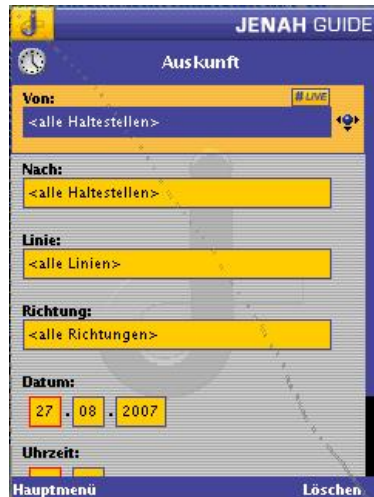 JENAH GUIDE
Auskunft
Von:
# LIVE
<alle Haltestellen>
Nach:
<alle Haltestellen>
Linie:
<alle Linien>
Richtung:
<alle Richtungen>
Datum:
27 . 08 . 2007
Uhrzeit:
Hauptmenü Löschen